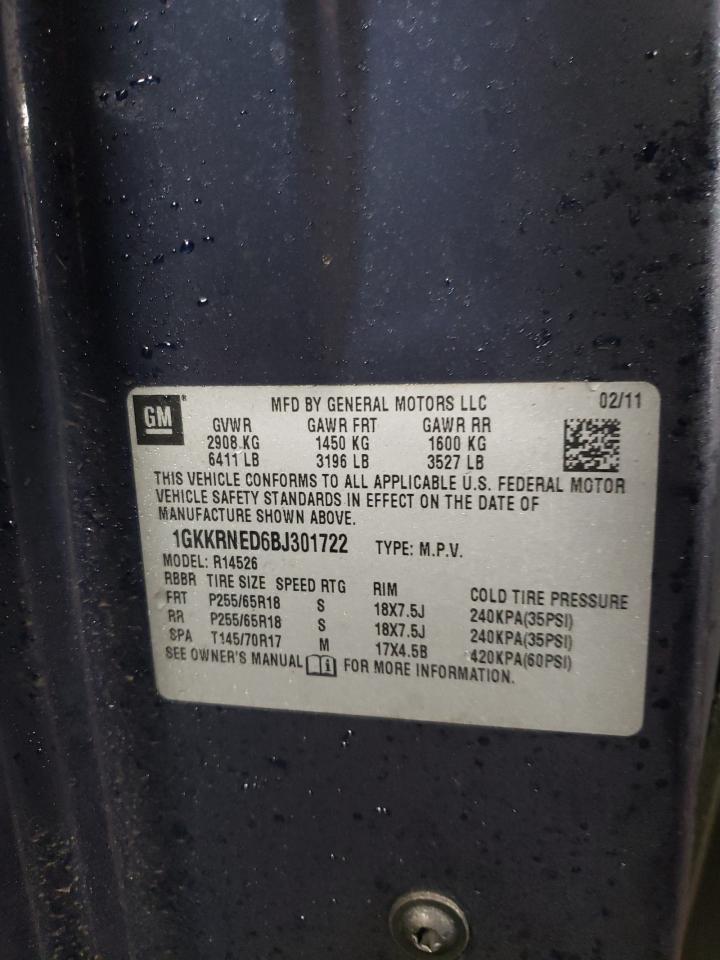 GM® MFD BY GENERAL MOTORS LLC 02/11
GVWR GAWR FRT GAWR RR
2908 KG 1450 KG 1600 KG
6411 LB 3196 LB 3527 LB
THIS VEHICLE CONFORMS TO ALL APPLICABLE U.S. FEDERAL MOTOR
VEHICLE SAFETY STANDARDS IN EFFECT ON THE DATE OF
MANUFACTURE SHOWN ABOVE.
1GKKRNED6BJ301722 TYPE: M.P.V.
MODEL: R14526
RBBR TIRE SIZE SPEED RTG RIM COLD TIRE PRESSURE
FRT P255/65R18 S 18X7.5J 240KPA(35PSI)
RR P255/65R18 S 18X7.5J 240KPA(35PSI)
SPA T145/70R17 M 17X4.5B 420KPA(60PSI)
SEE OWNER'S MANUAL i FOR MORE INFORMATION.